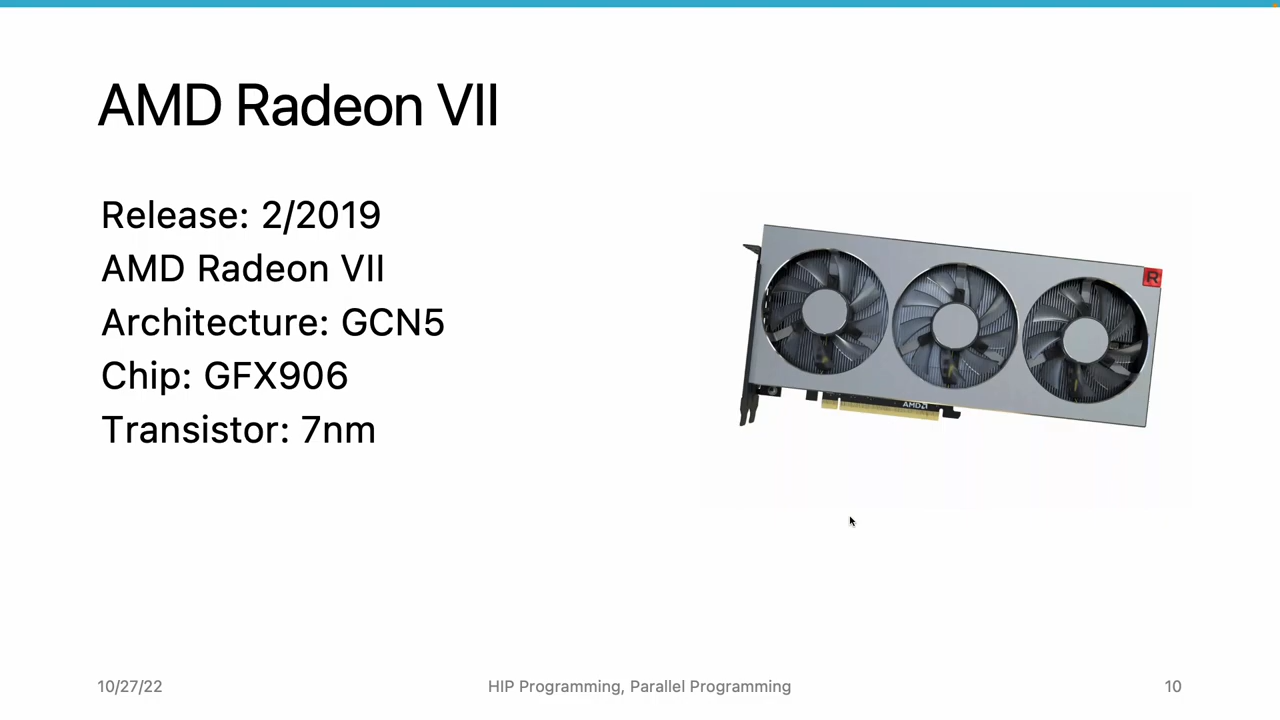 AMD Radeon VII
Release: 2/2019
AMD Radeon VII
Architecture: GCN5
Chip: GFX906
Transistor: 7nm
R
AMD
10/27/22
HIP Programming, Parallel Programming
10